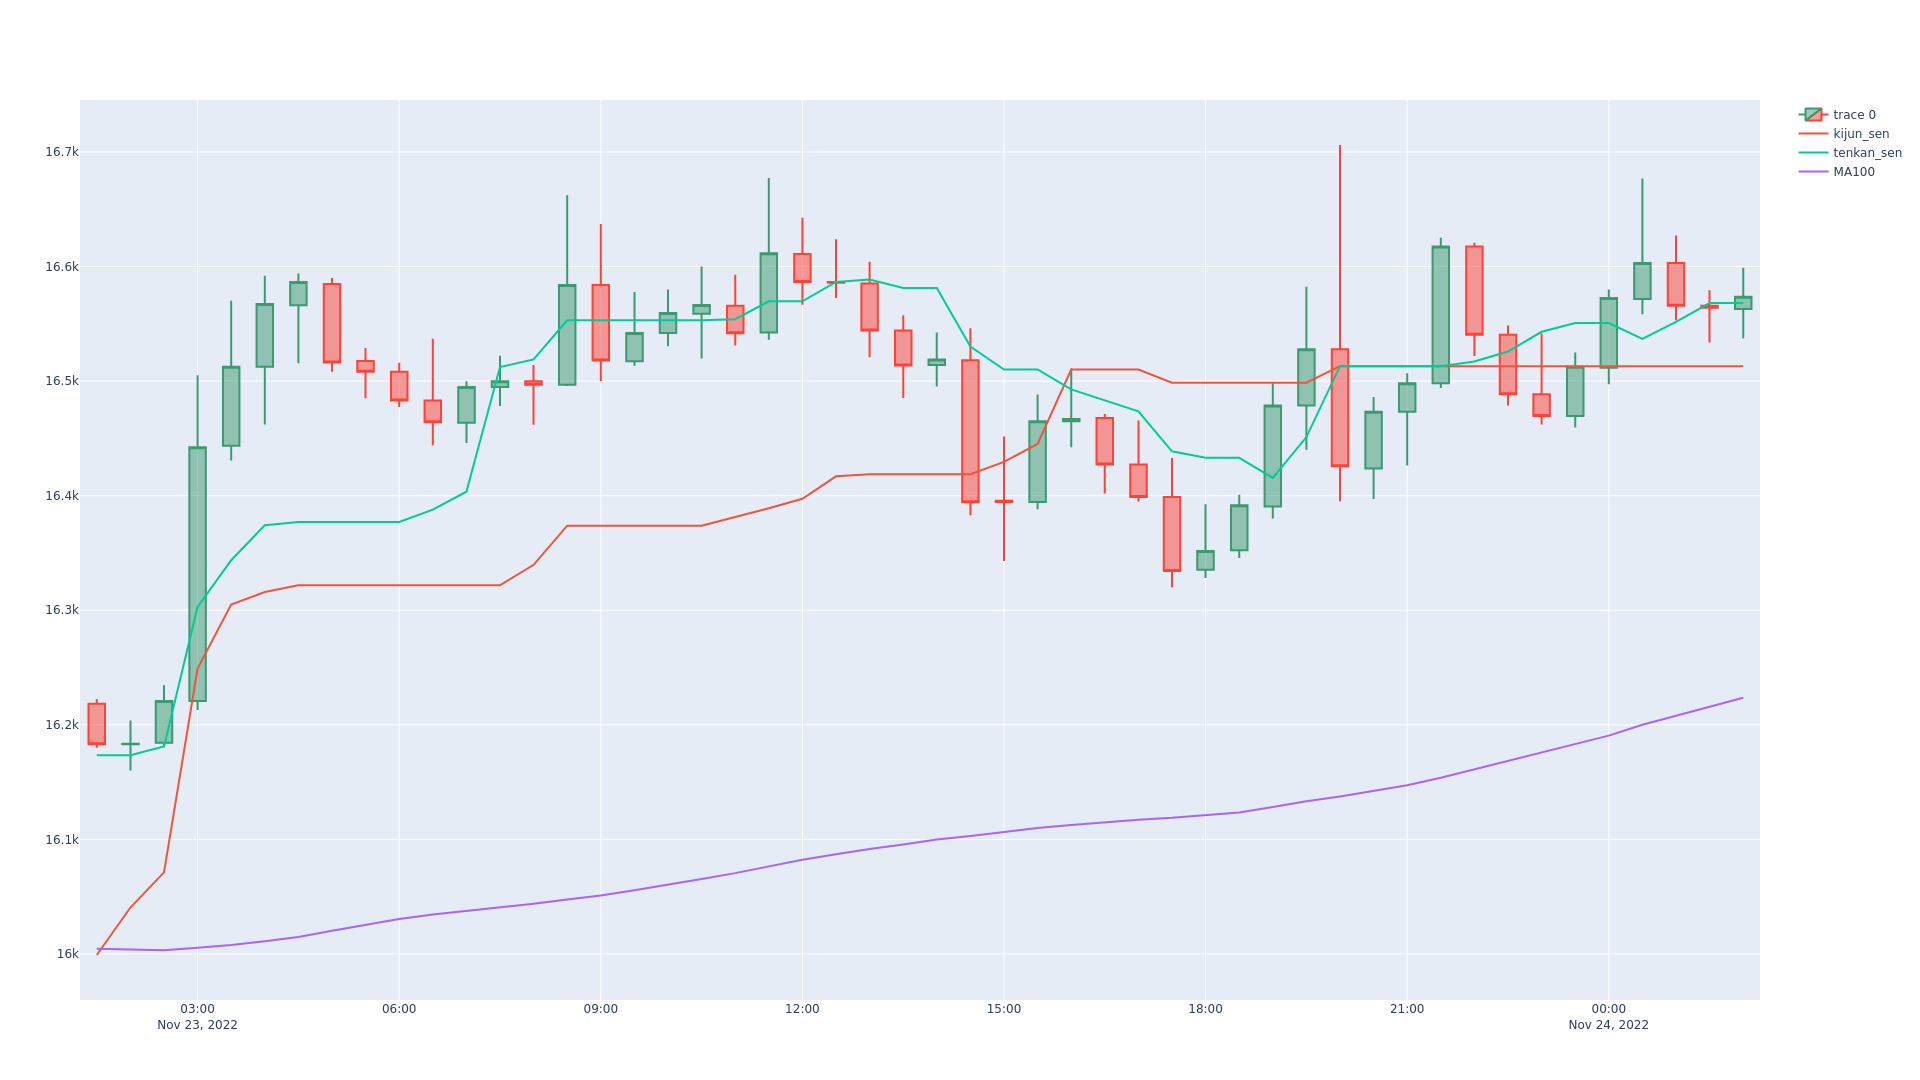 trace 0
kijun_sen
tenkan_sen
MA100
16.7k
16.6k
16.5k
16.4k
16.3k
16.2k
16.1k
16k
03:00 06:00 09:00 12:00 15:00 18:00 21:00 00:00
Nov 23, 2022 Nov 24, 2022